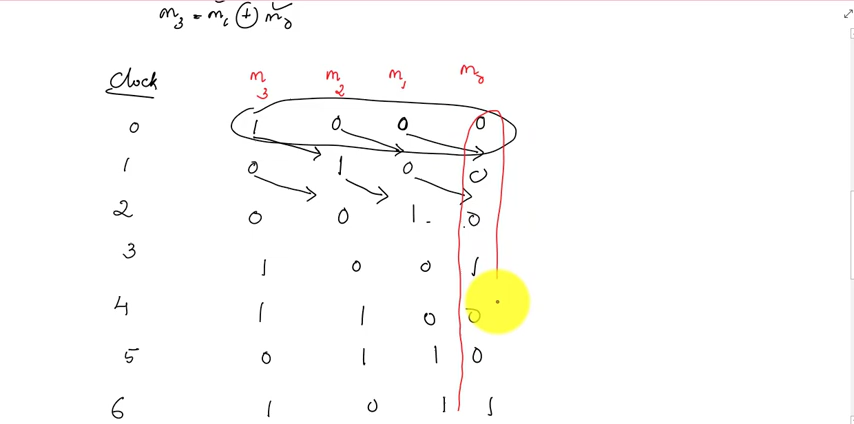 m₃ = m₁ ⊕ m₀
Clock m₃ m₂ m₁ m₀
0 1 0 0 0
1 0 1 0 0
2 0 0 1 0
3 1 0 0 1
4 1 1 0 0
5 0 1 1 0
6 1 0 1 1